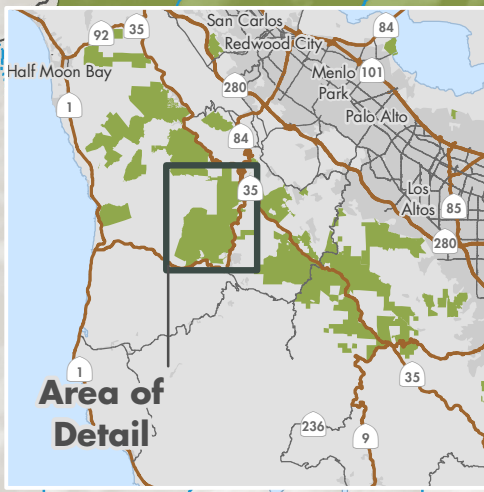 San Carlos
84
92
35
Redwood City
Half Moon Bay
Menlo
Park
101
280
1
Palo Alto
84
35
Los
Altos
85
280
1
35
Area of
Detail
236
9